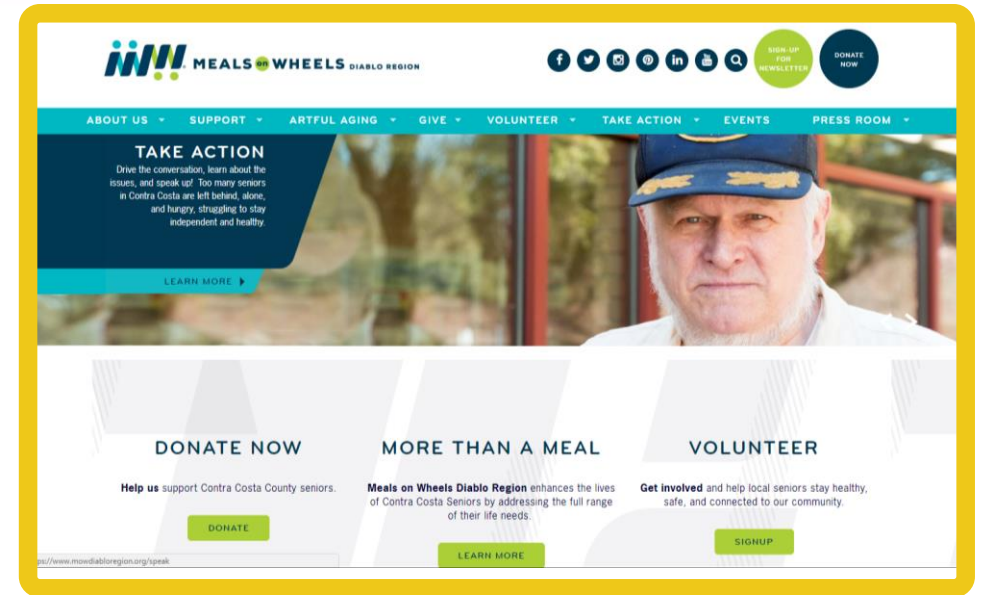 MEALS on WHEELS DIABLO REGION
SIGN-UP
FOR
NEWSLETTER
DONATE
NOW
ABOUT US SUPPORT ARTFUL AGING GIVE VOLUNTEER TAKE ACTION EVENTS PRESS ROOM
TAKE ACTION
Drive the conversation, learn about the
issues, and speak up! Too many seniors
in Contra Costa are left behind, alone,
and hungry, struggling to stay
independent and healthy.
LEARN MORE
DONATE NOW
Help us support Contra Costa County seniors.
DONATE
MORE THAN A MEAL
Meals on Wheels Diablo Region enhances the lives
of Contra Costa Seniors by addressing the full range
of their life needs.
LEARN MORE
VOLUNTEER
Get involved and help local seniors stay healthy,
safe, and connected to our community.
SIGNUP
ps://www.mowdiabloregion.org/speak